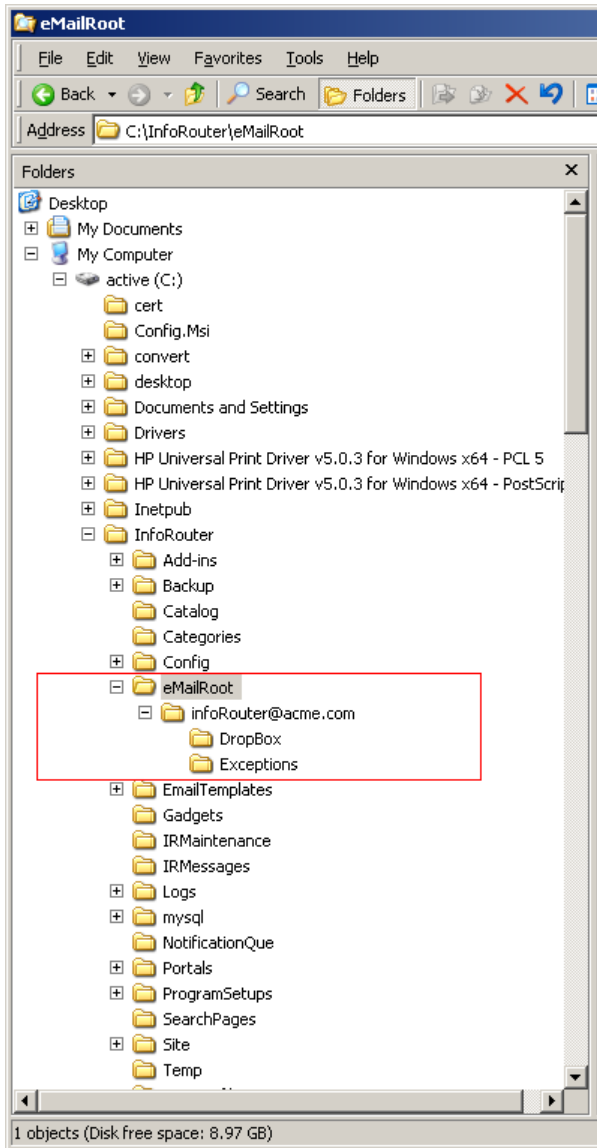 eMailRoot
File Edit View Favorites Tools Help
Back Search Folders
Address C:\InfoRouter\eMailRoot
Folders
Desktop
My Documents
My Computer
active (C:)
cert
Config.Msi
convert
desktop
Documents and Settings
Drivers
HP Universal Print Driver v5.0.3 for Windows x64 - PCL 5
HP Universal Print Driver v5.0.3 for Windows x64 - PostScrip
Inetpub
InfoRouter
Add-ins
Backup
Catalog
Categories
Config
eMailRoot
infoRouter@acme.com
DropBox
Exceptions
EmailTemplates
Gadgets
IRMaintenance
IRMessages
Logs
mysql
NotificationQue
Portals
ProgramSetups
SearchPages
Site
Temp
1 objects (Disk free space: 8.97 GB)